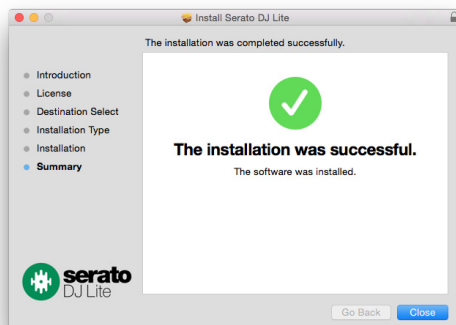 Install Serato DJ Lite
The installation was completed successfully.
Introduction
License
Destination Select
Installation Type
Installation
Summary
The installation was successful.
The software was installed.
serato
DJ Lite
Go Back
Close